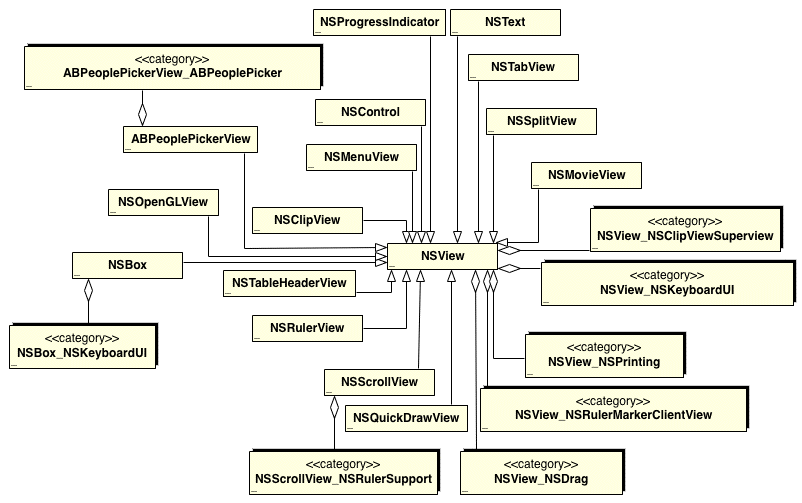 NSProgressIndicator
NSText
<<category>>
ABPeoplePickerView_ABPeoplePicker
NSTabView
NSControl
NSSplitView
ABPeoplePickerView
NSMenuView
NSMovieView
NSOpenGLView
NSClipView
<<category>>
NSView_NSClipViewSuperview
NSView
NSBox
<<category>>
NSView_NSKeyboardUI
NSTableHeaderView
NSRulerView
<<category>>
NSBox_NSKeyboardUI
<<category>>
NSView_NSPrinting
NSScrollView
<<category>>
NSView_NSRulerMarkerClientView
NSQuickDrawView
<<category>>
NSScrollView_NSRulerSupport
<<category>>
NSView_NSDrag